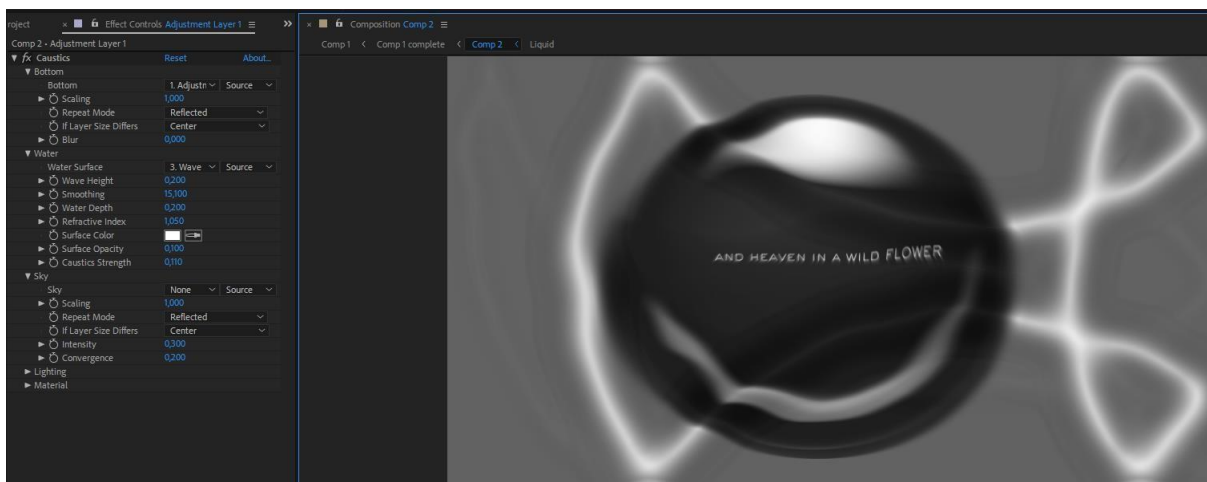 roject × Effect Controls Adjustment Layer 1 ≡ »
Comp 2 • Adjustment Layer 1
fx Caustics Reset About...
Bottom
Bottom 1. Adjustn Source
Scaling 1,000
Repeat Mode Reflected
If Layer Size Differs Center
Blur 0,000
Water
Water Surface 3. Wave Source
Wave Height 0,200
Smoothing 15,100
Water Depth 0,200
Refractive Index 1,050
Surface Color
Surface Opacity 0,100
Caustics Strength 0,110
Sky
Sky None Source
Scaling 1,000
Repeat Mode Reflected
If Layer Size Differs Center
Intensity 0,300
Convergence 0,200
Lighting
Material
× Composition Comp 2 ≡
Comp 1 < Comp 1 complete < Comp 2 < Liquid
AND HEAVEN IN A WILD FLOWER